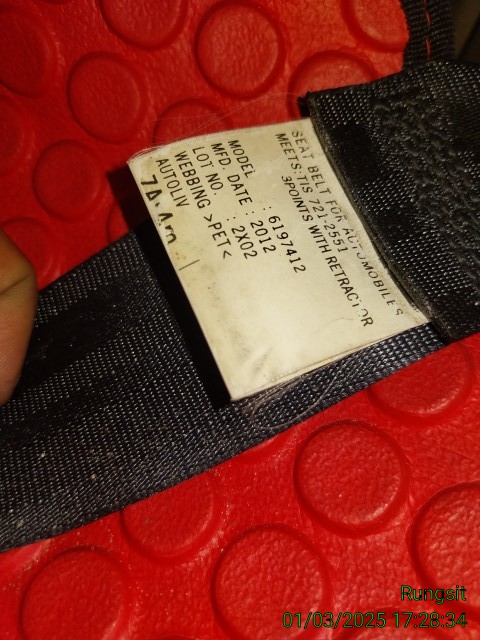 SEAT BELT FOR AUTOMOBILES
MEETS: TIS 721-2551
3POINTS WITH RETRACTOR
MODEL : 6197412
MFD DATE : 2012
LOT NO. : 2X02
WEBBING >PET<
AUTOLIV
Rungsit
01/03/2025 17:28:34